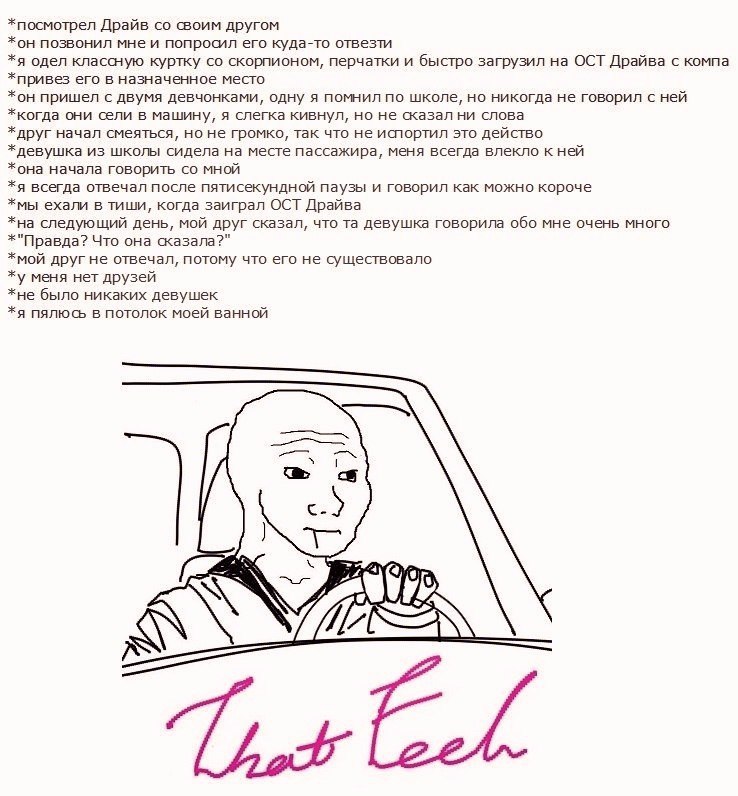 *посмотрел Драйв со своим другом
*он позвонил мне и попросил его куда-то отвезти
*я одел классную куртку со скорпионом, перчатки и быстро загрузил на ОСТ Драйва с компа
*привез его в назначенное место
*он пришел с двумя девчонками, одну я помнил по школе, но никогда не говорил с ней
*когда они сели в машину, я слегка кивнул, но не сказал ни слова
*друг начал смеяться, но не громко, так что не испортил это действо
*девушка из школы сидела на месте пассажира, меня всегда влекло к ней
*она начала говорить со мной
*я всегда отвечал после пятисекундной паузы и говорил как можно короче
*мы ехали в тиши, когда заиграл ОСТ Драйва
*на следующий день, мой друг сказал, что та девушка говорила обо мне очень много
*"Правда? Что она сказала?"
*мой друг не отвечал, потому что его не существовало
*у меня нет друзей
*не было никаких девушек
*я пялюсь в потолок моей ванной
That Feel